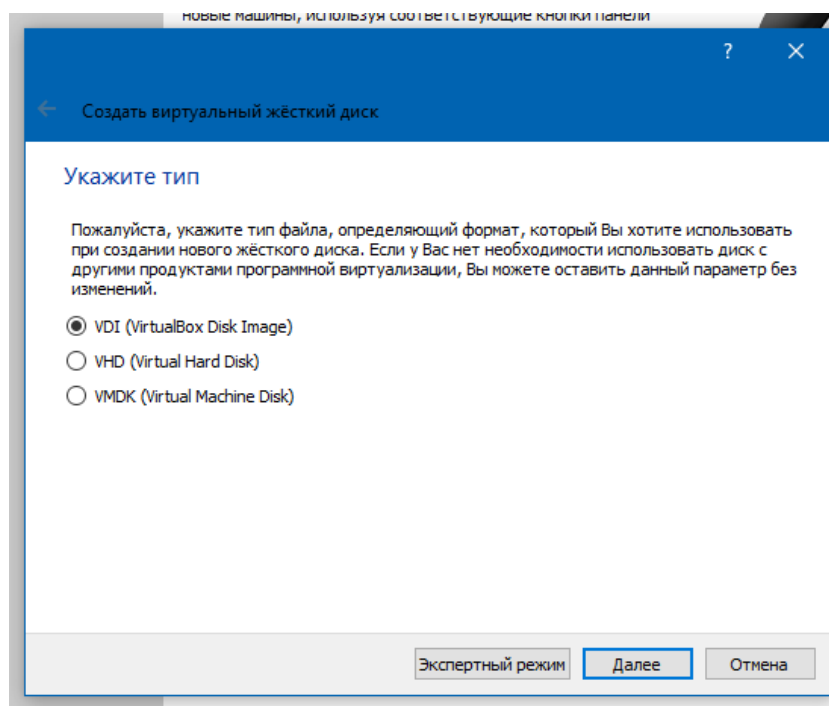 новые машины, используя соответствующие кнопки панели
?
Создать виртуальный жёсткий диск
Укажите тип
Пожалуйста, укажите тип файла, определяющий формат, который Вы хотите использовать
при создании нового жёсткого диска. Если у Вас нет необходимости использовать диск с
другими продуктами программной виртуализации, Вы можете оставить данный параметр без
изменений.
VDI (VirtualBox Disk Image)
VHD (Virtual Hard Disk)
VMDK (Virtual Machine Disk)
Экспертный режим Далее Отмена